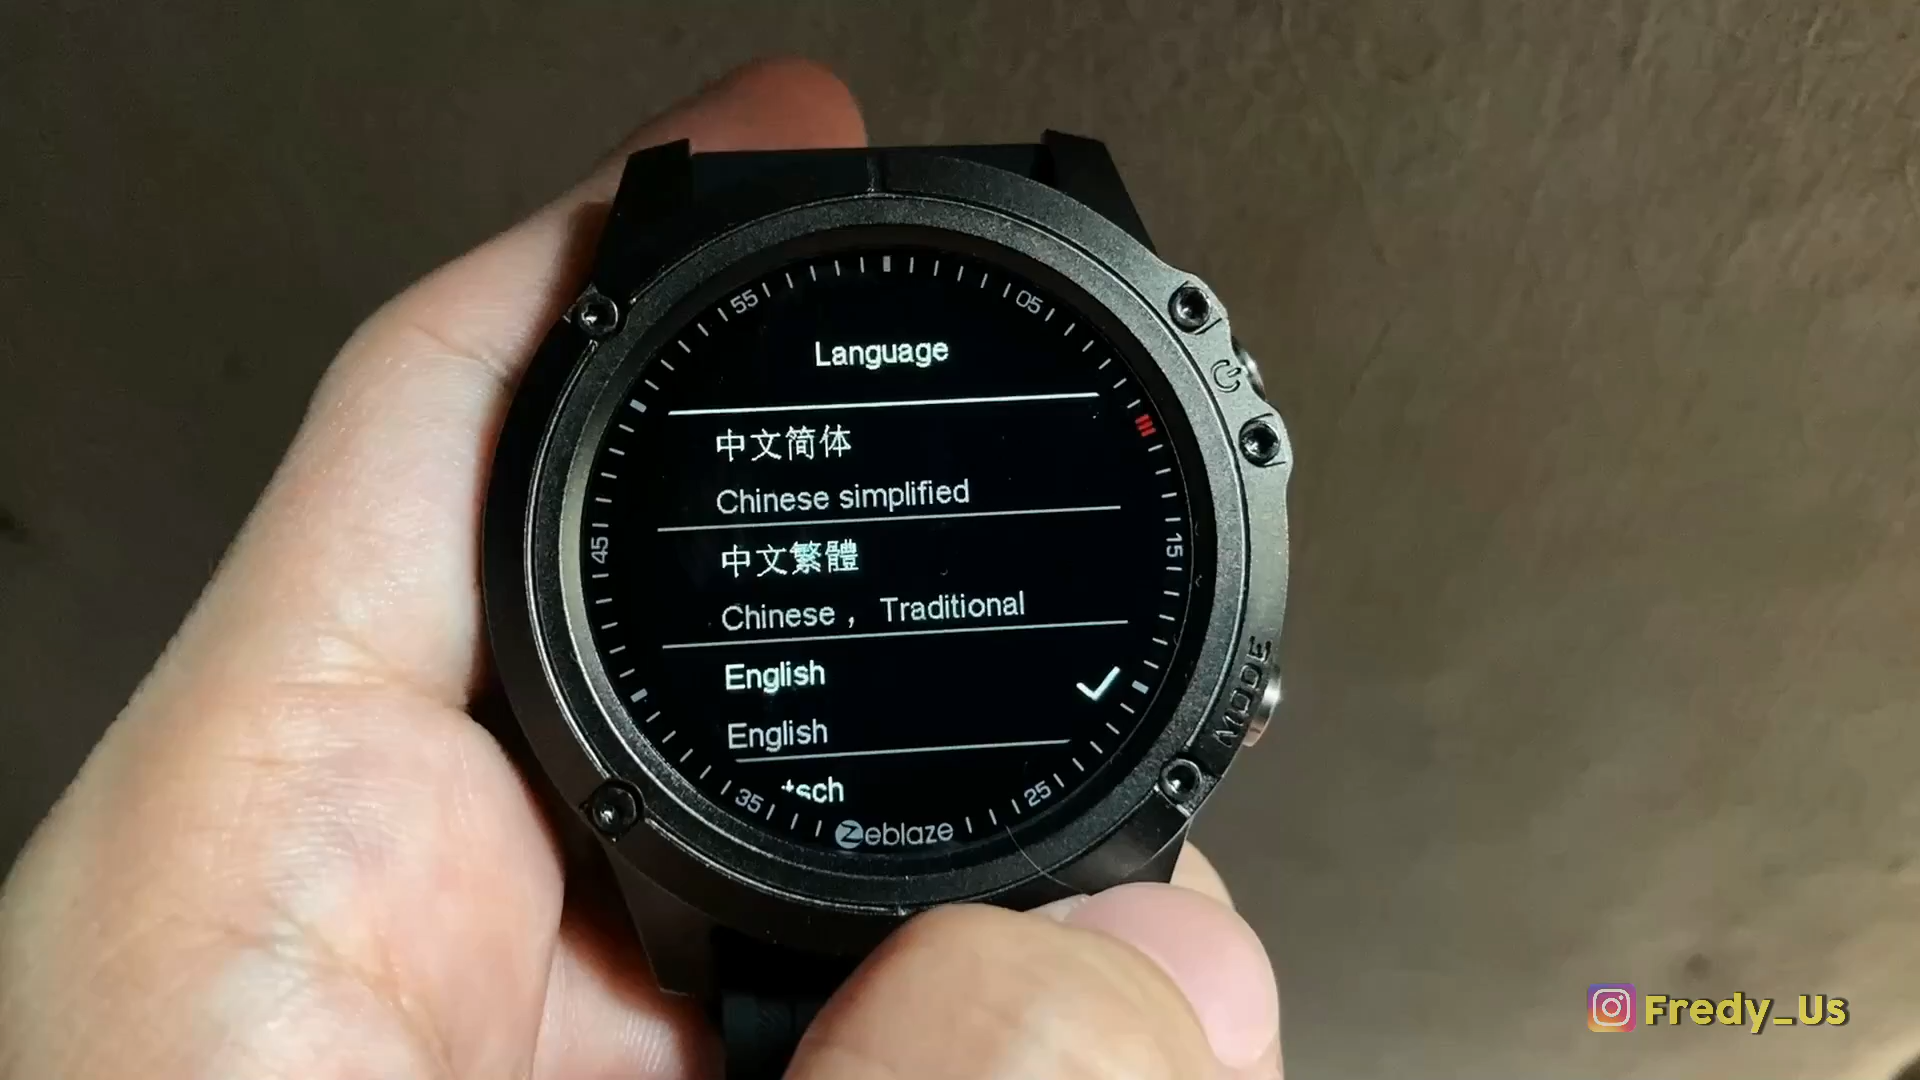 Language
中文简体
Chinese simplified
中文繁體
Chinese， Traditional
English
English
tsch
55
05
45
15
35
25
Zeblaze
MODE
Fredy_Us